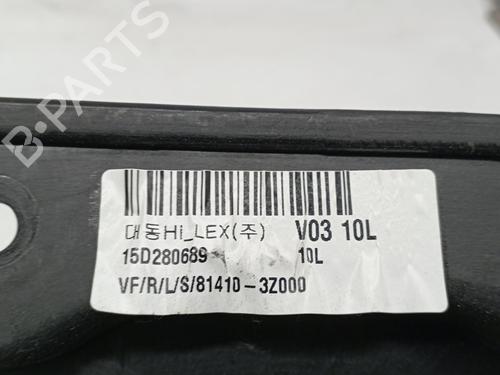 대동Hi_LEX(주) V03 10L
15D280689 10L
VF/R/L/S/81410-3Z000
B-PARTS